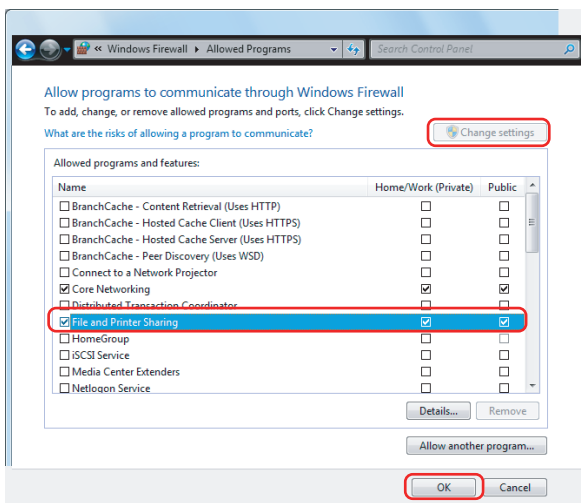 « Windows Firewall ▸ Allowed Programs Search Control Panel
Allow programs to communicate through Windows Firewall
To add, change, or remove allowed programs and ports, click Change settings.
What are the risks of allowing a program to communicate? Change settings
Allowed programs and features:
Name Home/Work (Private) Public
BranchCache - Content Retrieval (Uses HTTP)
BranchCache - Hosted Cache Client (Uses HTTPS)
BranchCache - Hosted Cache Server (Uses HTTPS)
BranchCache - Peer Discovery (Uses WSD)
Connect to a Network Projector
Core Networking
Distributed Transaction Coordinator
File and Printer Sharing
HomeGroup
iSCSI Service
Media Center Extenders
Netlogon Service
Details... Remove
Allow another program...
OK Cancel